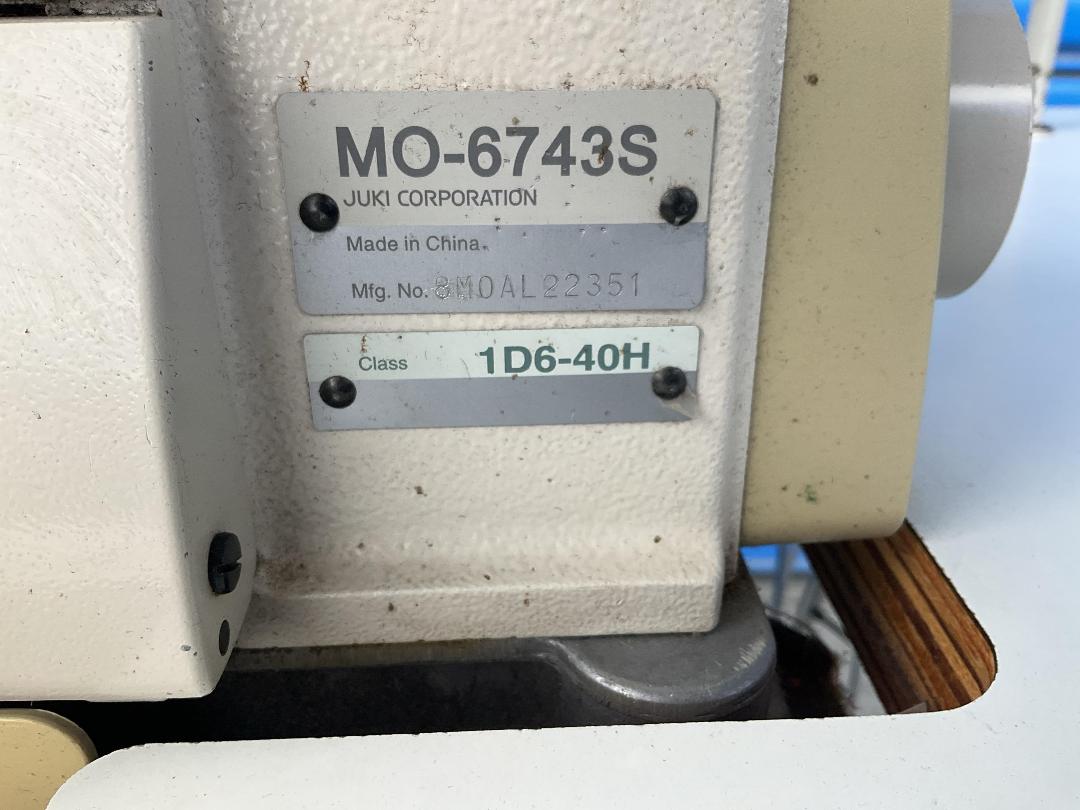 MO-6743S
JUKI CORPORATION
Made in China.
Mfg. No. 8M0AL22351
Class 1D6-40H